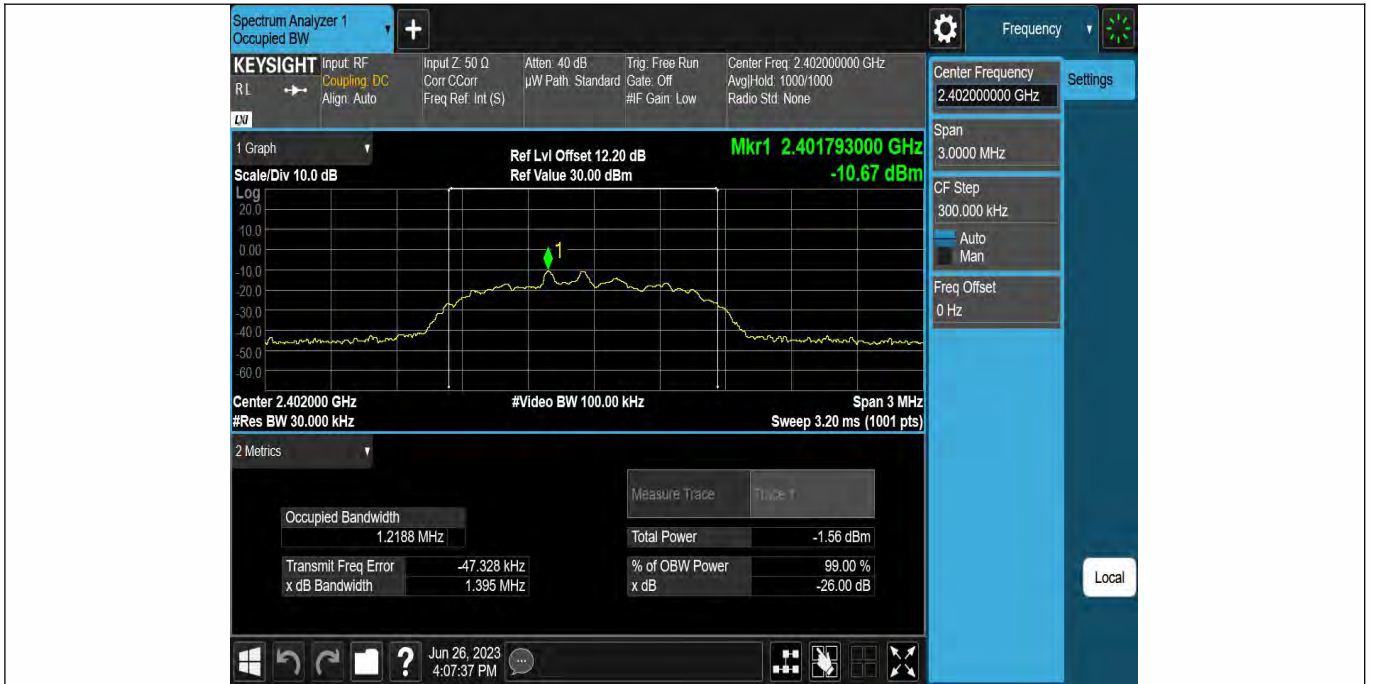 Spectrum Analyzer 1
Occupied BW
Frequency
KEYSIGHT
R L
LXI
Input: RF
Coupling: DC
Align: Auto
Input Z: 50 Ω
Corr CCorr
Freq Ref: Int (S)
Atten: 40 dB
µW Path: Standard
Trig: Free Run
Gate: Off
#IF Gain: Low
Center Freq: 2.402000000 GHz
Avg|Hold: 1000/1000
Radio Std: None
Center Frequency
2.402000000 GHz
Settings
Span
3.0000 MHz
CF Step
300.000 kHz
Auto
Man
Freq Offset
0 Hz
Local
1 Graph
Scale/Div 10.0 dB
Ref Lvl Offset 12.20 dB
Ref Value 30.00 dBm
Mkr1 2.401793000 GHz
-10.67 dBm
Log
20.0
10.0
0.00
-10.0
-20.0
-30.0
-40.0
-50.0
-60.0
1
Center 2.402000 GHz
#Video BW 100.00 kHz
Span 3 MHz
#Res BW 30.000 kHz
Sweep 3.20 ms (1001 pts)
2 Metrics
Measure Trace
Trace 1
Occupied Bandwidth
1.2188 MHz
Total Power
-1.56 dBm
Transmit Freq Error
-47.328 kHz
% of OBW Power
99.00 %
x dB Bandwidth
1.395 MHz
x dB
-26.00 dB
Jun 26, 2023
4:07:37 PM